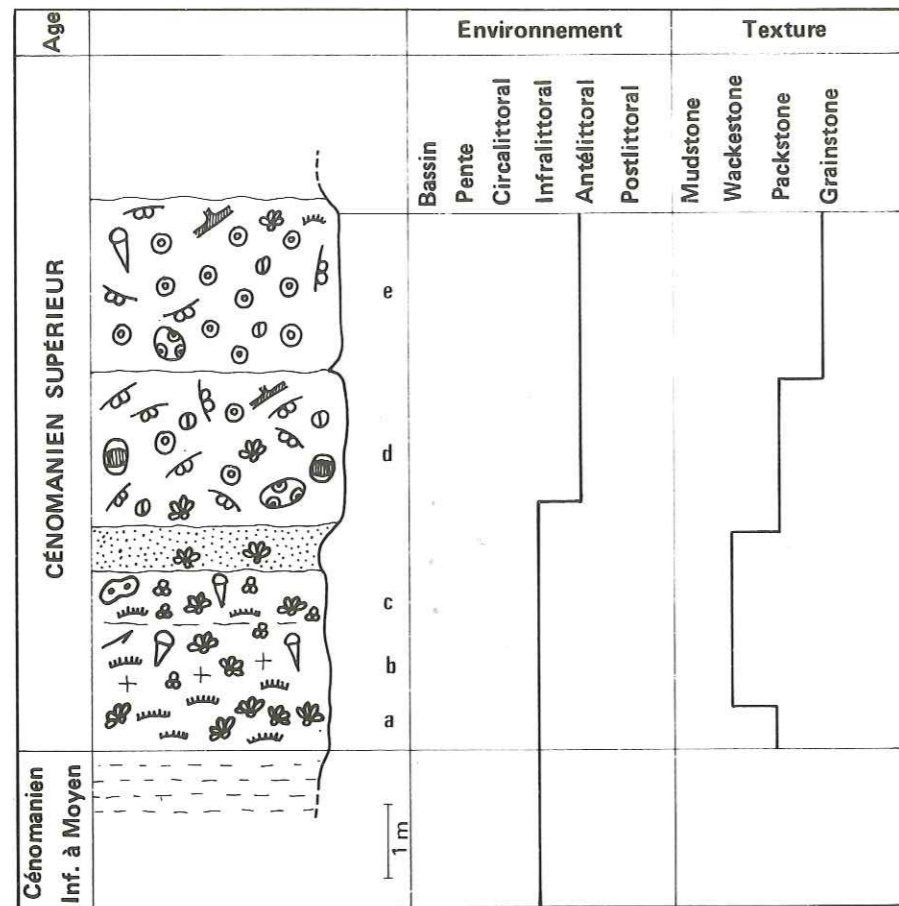 Age
Environnement
Texture
Bassin
Pente
Circalittoral
Infralittoral
Antélittoral
Postlittoral
Mudstone
Wackestone
Packstone
Grainstone
CÉNOMANIEN SUPÉRIEUR
e
d
c
b
a
Cénomanien
Inf. à Moyen
1 m